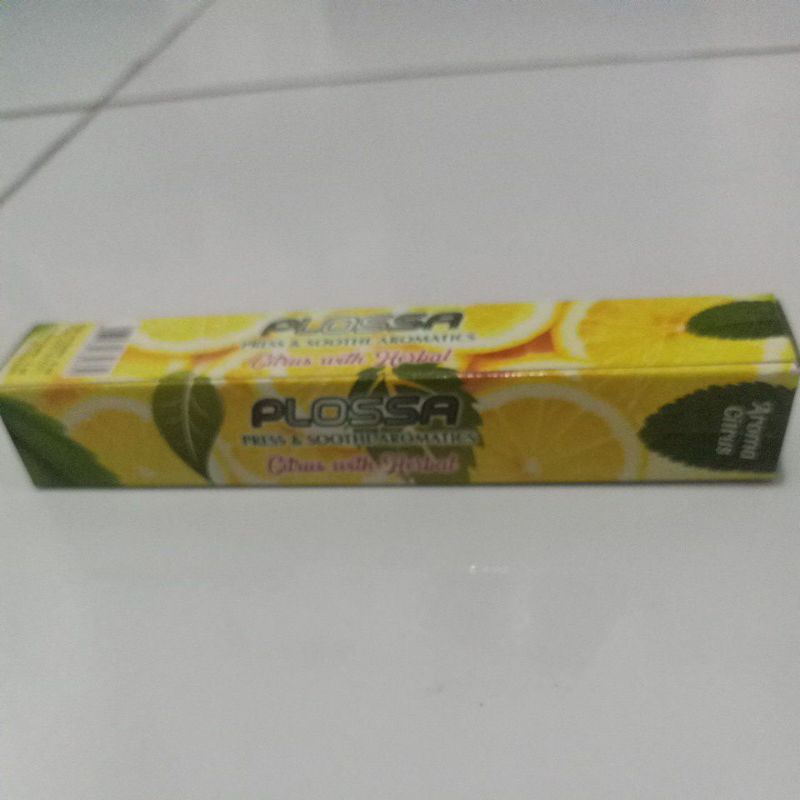 PLOSSA
PRESS & SOOTHE AROMATICS
Citrus with Herbal
PLOSSA
PRESS & SOOTHE AROMATICS
Citrus with Herbal
Aroma
Citrus